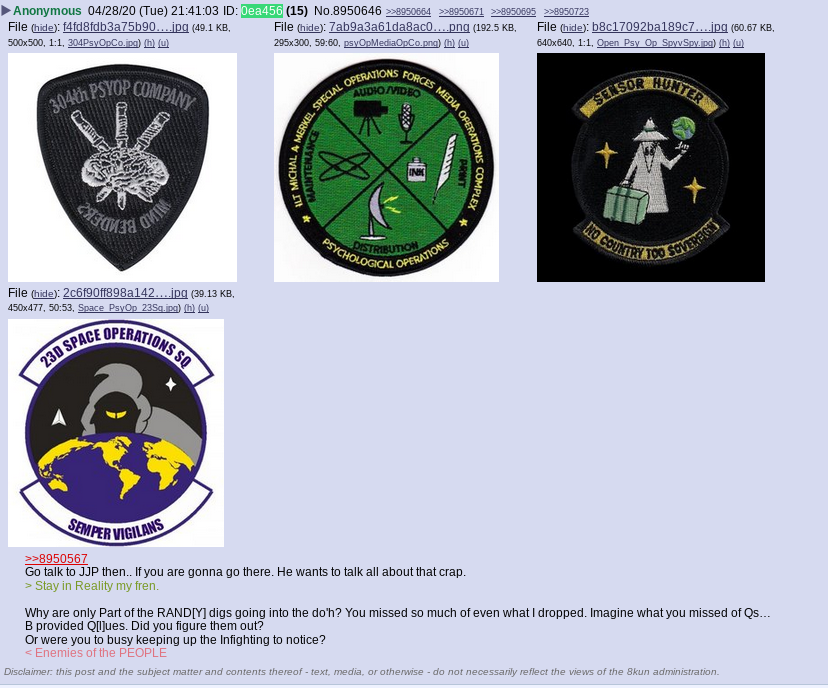 Anonymous 04/28/20 (Tue) 21:41:03 ID: 0ea456 (15) No.8950646 >>8950664 >>8950671 >>8950695 >>8950723
File (hide): f4fd8fdb3a75b90….jpg (49.1 KB, 500x500, 1:1, 304PsyOpCo.jpg) (h) (u)
304th PSYOP COMPANY
MIND BENDERS
File (hide): 7ab9a3a61da8ac0….png (192.5 KB, 295x300, 59:60, psyOpMediaOpCo.png) (h) (u)
1LT MICHAL A MERKEL SPECIAL OPERATIONS FORCES MEDIA OPERATIONS COMPLEX
AUDIO/VIDEO
MAINTENANCE
PRINT
INK
DISTRIBUTION
PSYCHOLOGICAL OPERATIONS
File (hide): b8c17092ba189c7….jpg (60.67 KB, 640x640, 1:1, Open_Psy_Op_SpyvSpy.jpg) (h) (u)
SENSOR HUNTER
NO COUNTRY TOO SOVEREIGN
File (hide): 2c6f90ff898a142….jpg (39.13 KB, 450x477, 50:53, Space_PsyOp_23Sq.jpg) (h) (u)
23D SPACE OPERATIONS SQ
SEMPER VIGILANS
>>8950567
Go talk to JJP then.. If you are gonna go there. He wants to talk all about that crap.
> Stay in Reality my fren.
Why are only Part of the RAND[Y] digs going into the do'h? You missed so much of even what I dropped. Imagine what you missed of Qs…
B provided Q[l]ues. Did you figure them out?
Or were you to busy keeping up the Infighting to notice?
< Enemies of the PEOPLE
Disclaimer: this post and the subject matter and contents thereof - text, media, or otherwise - do not necessarily reflect the views of the 8kun administration.